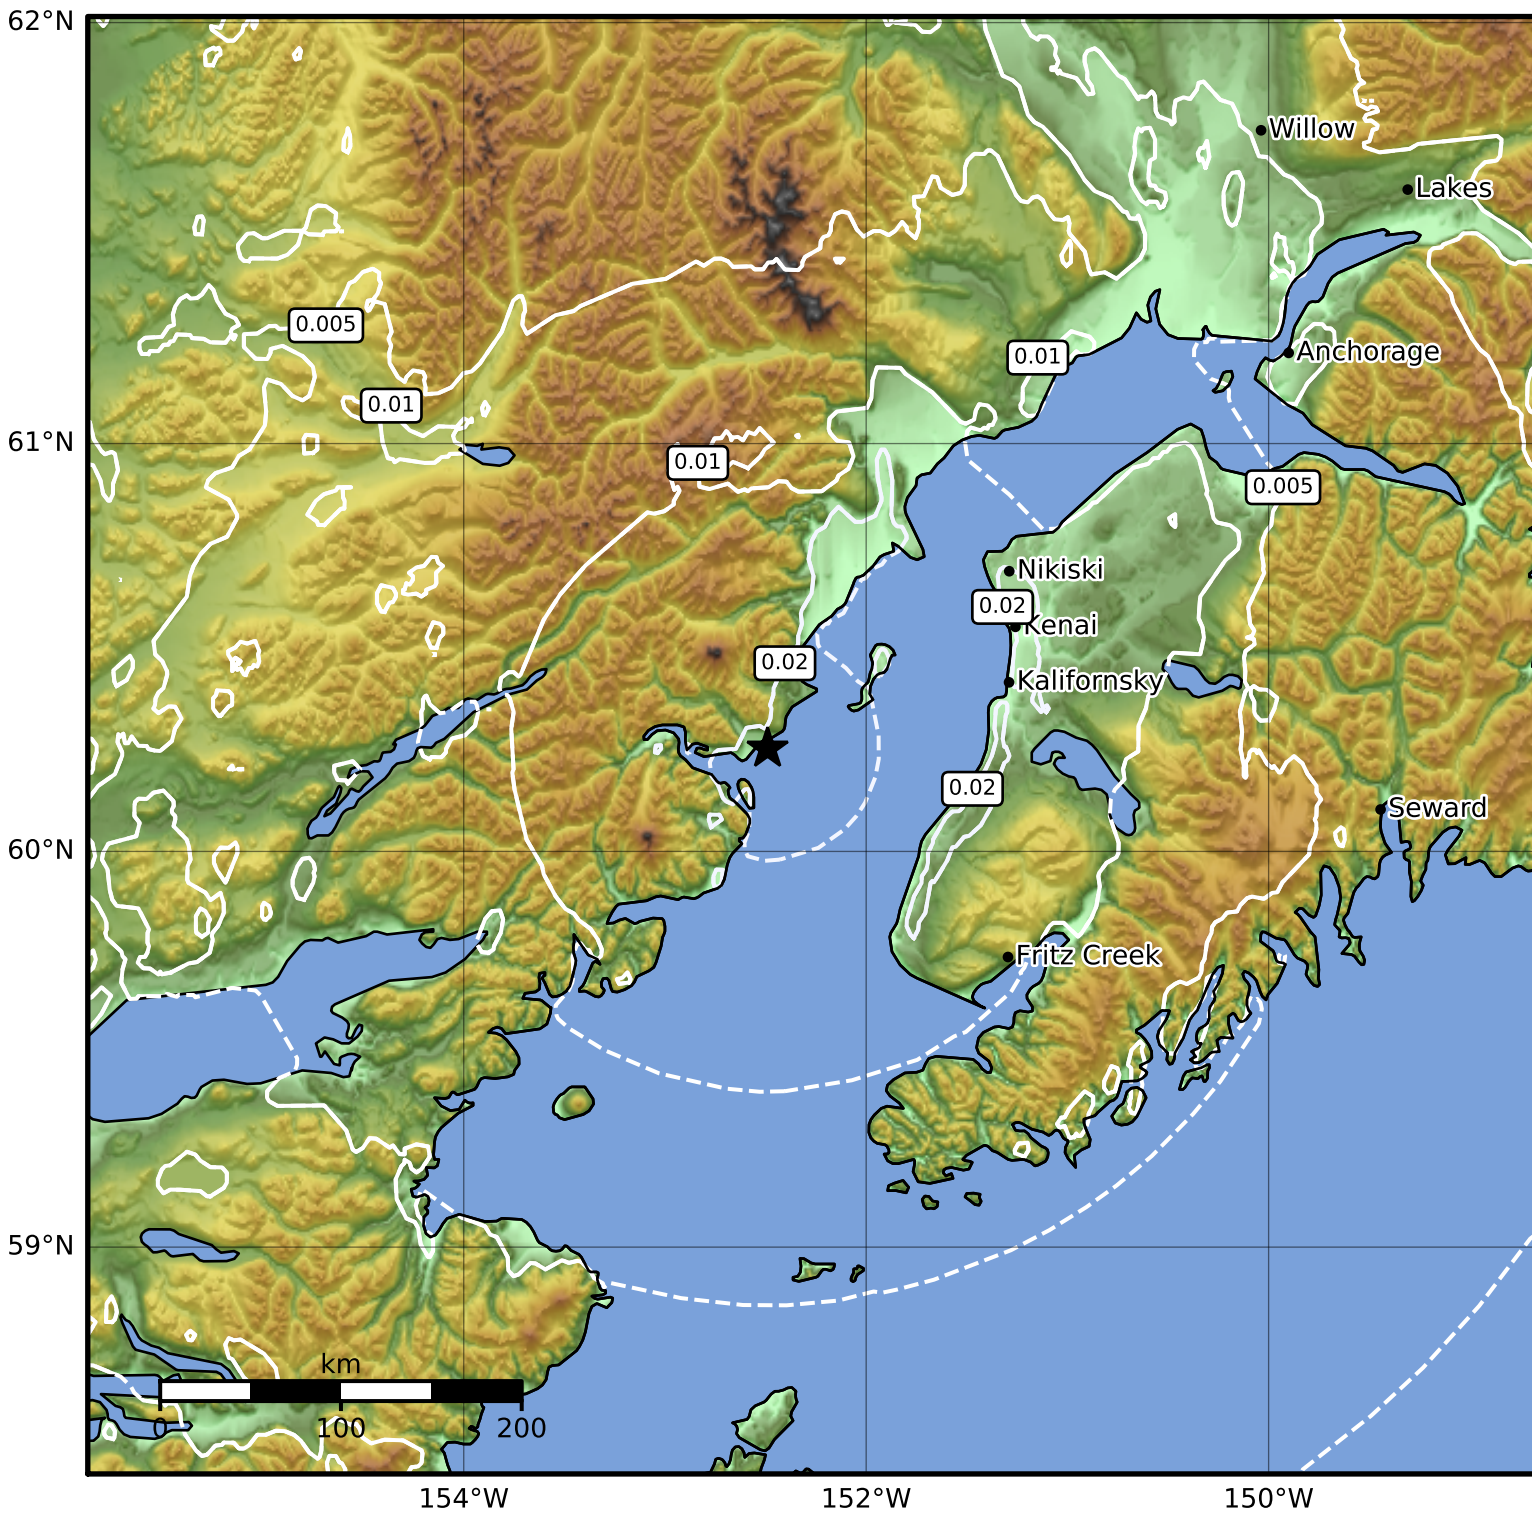 62°N
Willow
Lakes
0.005
Anchorage
0.01
0.01
61°N
0.01
0.005
Nikiski
0.02
Kenai
0.02
Kalifornsky
0.02
Seward
60°N
Fritz Creek
59°N
km
0 100 200
154°W 152°W 150°W